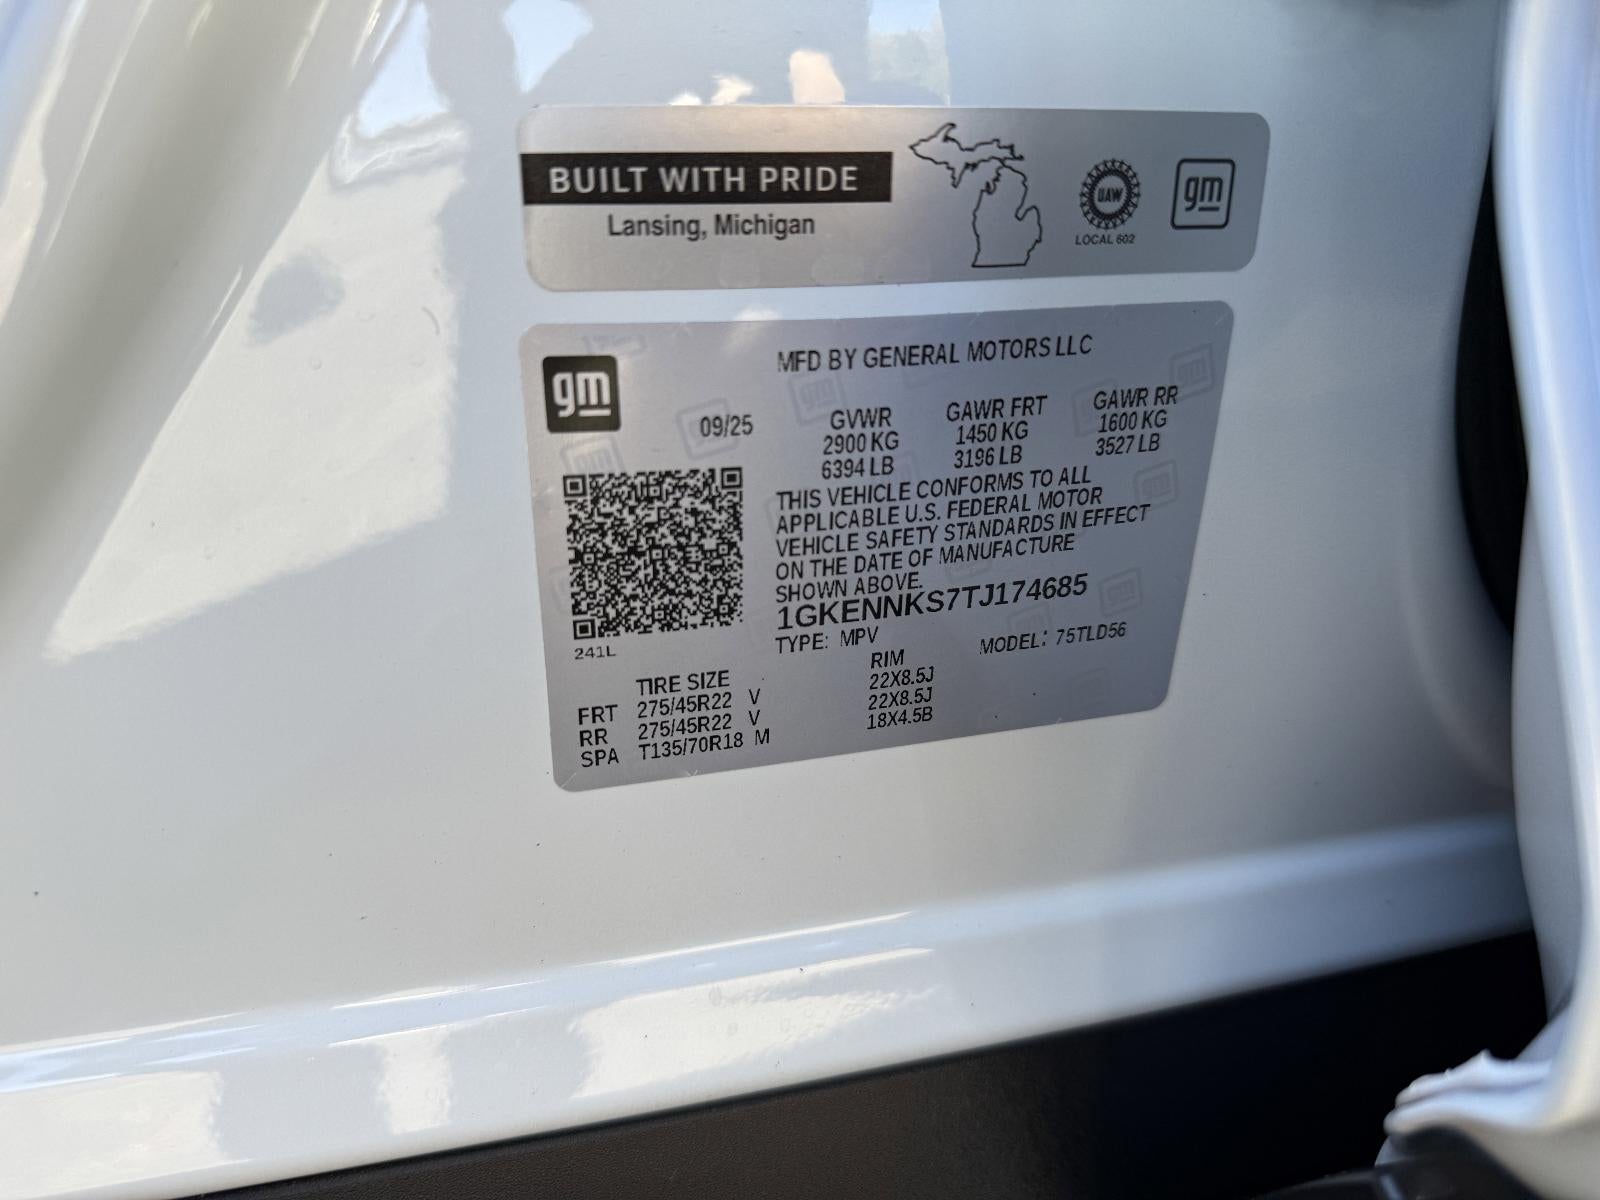 BUILT WITH PRIDE
Lansing, Michigan
UAW
LOCAL 602
gm
gm
MFD BY GENERAL MOTORS LLC
09/25
GVWR GAWR FRT GAWR RR
2900 KG 1450 KG 1600 KG
6394 LB 3196 LB 3527 LB
THIS VEHICLE CONFORMS TO ALL
APPLICABLE U.S. FEDERAL MOTOR
VEHICLE SAFETY STANDARDS IN EFFECT
ON THE DATE OF MANUFACTURE
SHOWN ABOVE.
1GKENNKS7TJ174685
TYPE: MPV MODEL: 75TLD56
241L
TIRE SIZE RIM
FRT 275/45R22 V 22X8.5J
RR 275/45R22 V 22X8.5J
SPA T135/70R18 M 18X4.5B